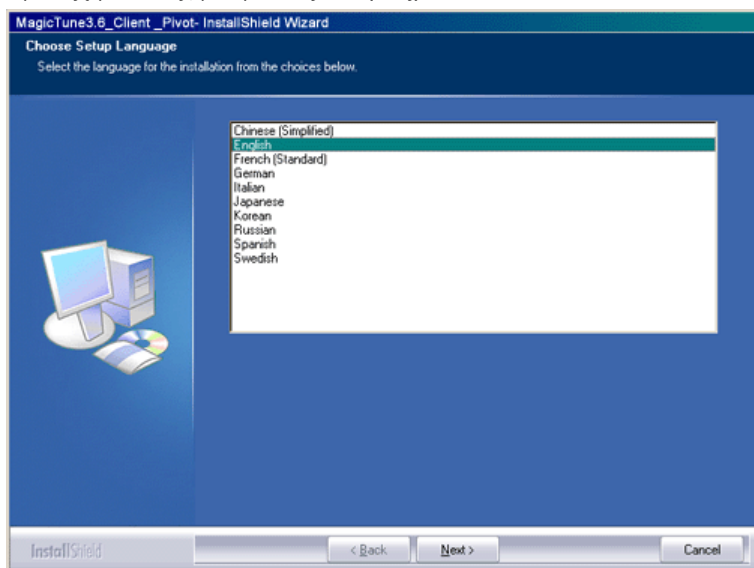 MagicTune3.6_Client _Pivot- InstallShield Wizard
Choose Setup Language
Select the language for the installation from the choices below.
Chinese (Simplified)
English
French (Standard)
German
Italian
Japanese
Korean
Russian
Spanish
Swedish
InstallShield
< Back
Next >
Cancel